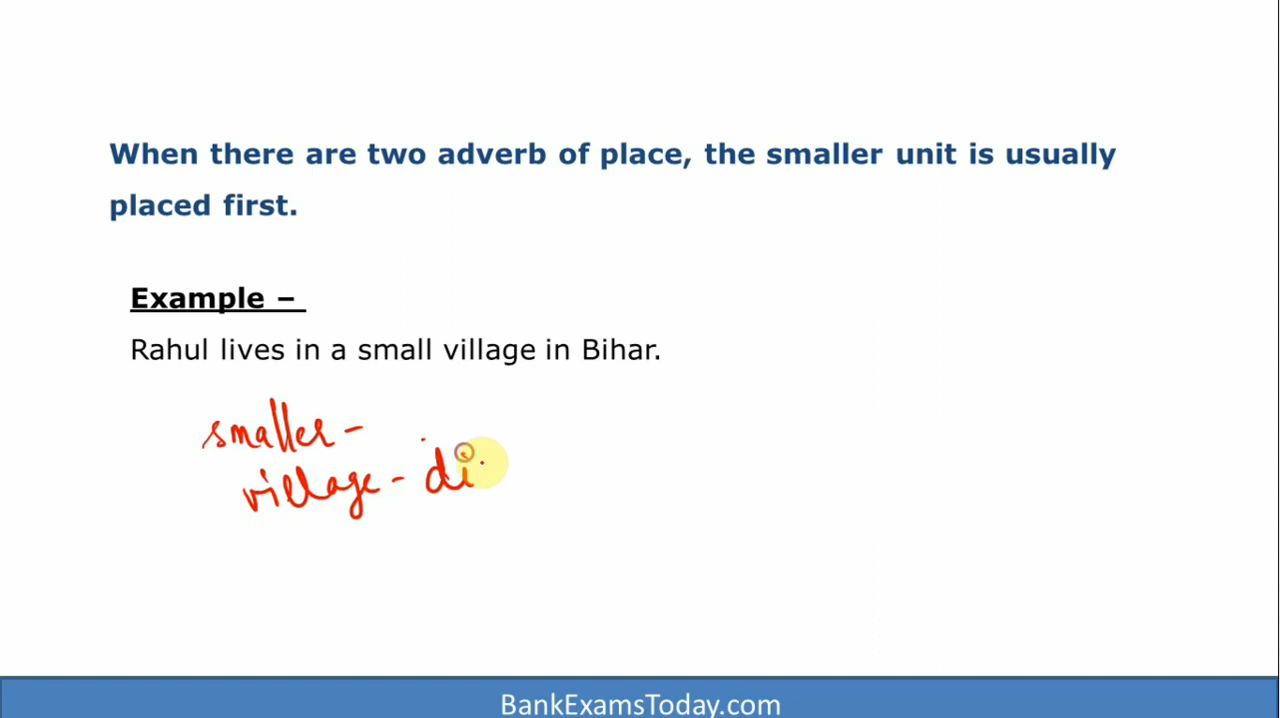 When there are two adverb of place, the smaller unit is usually
placed first.
Example –
Rahul lives in a small village in Bihar.
smaller -
village - di
BankExamsToday.com